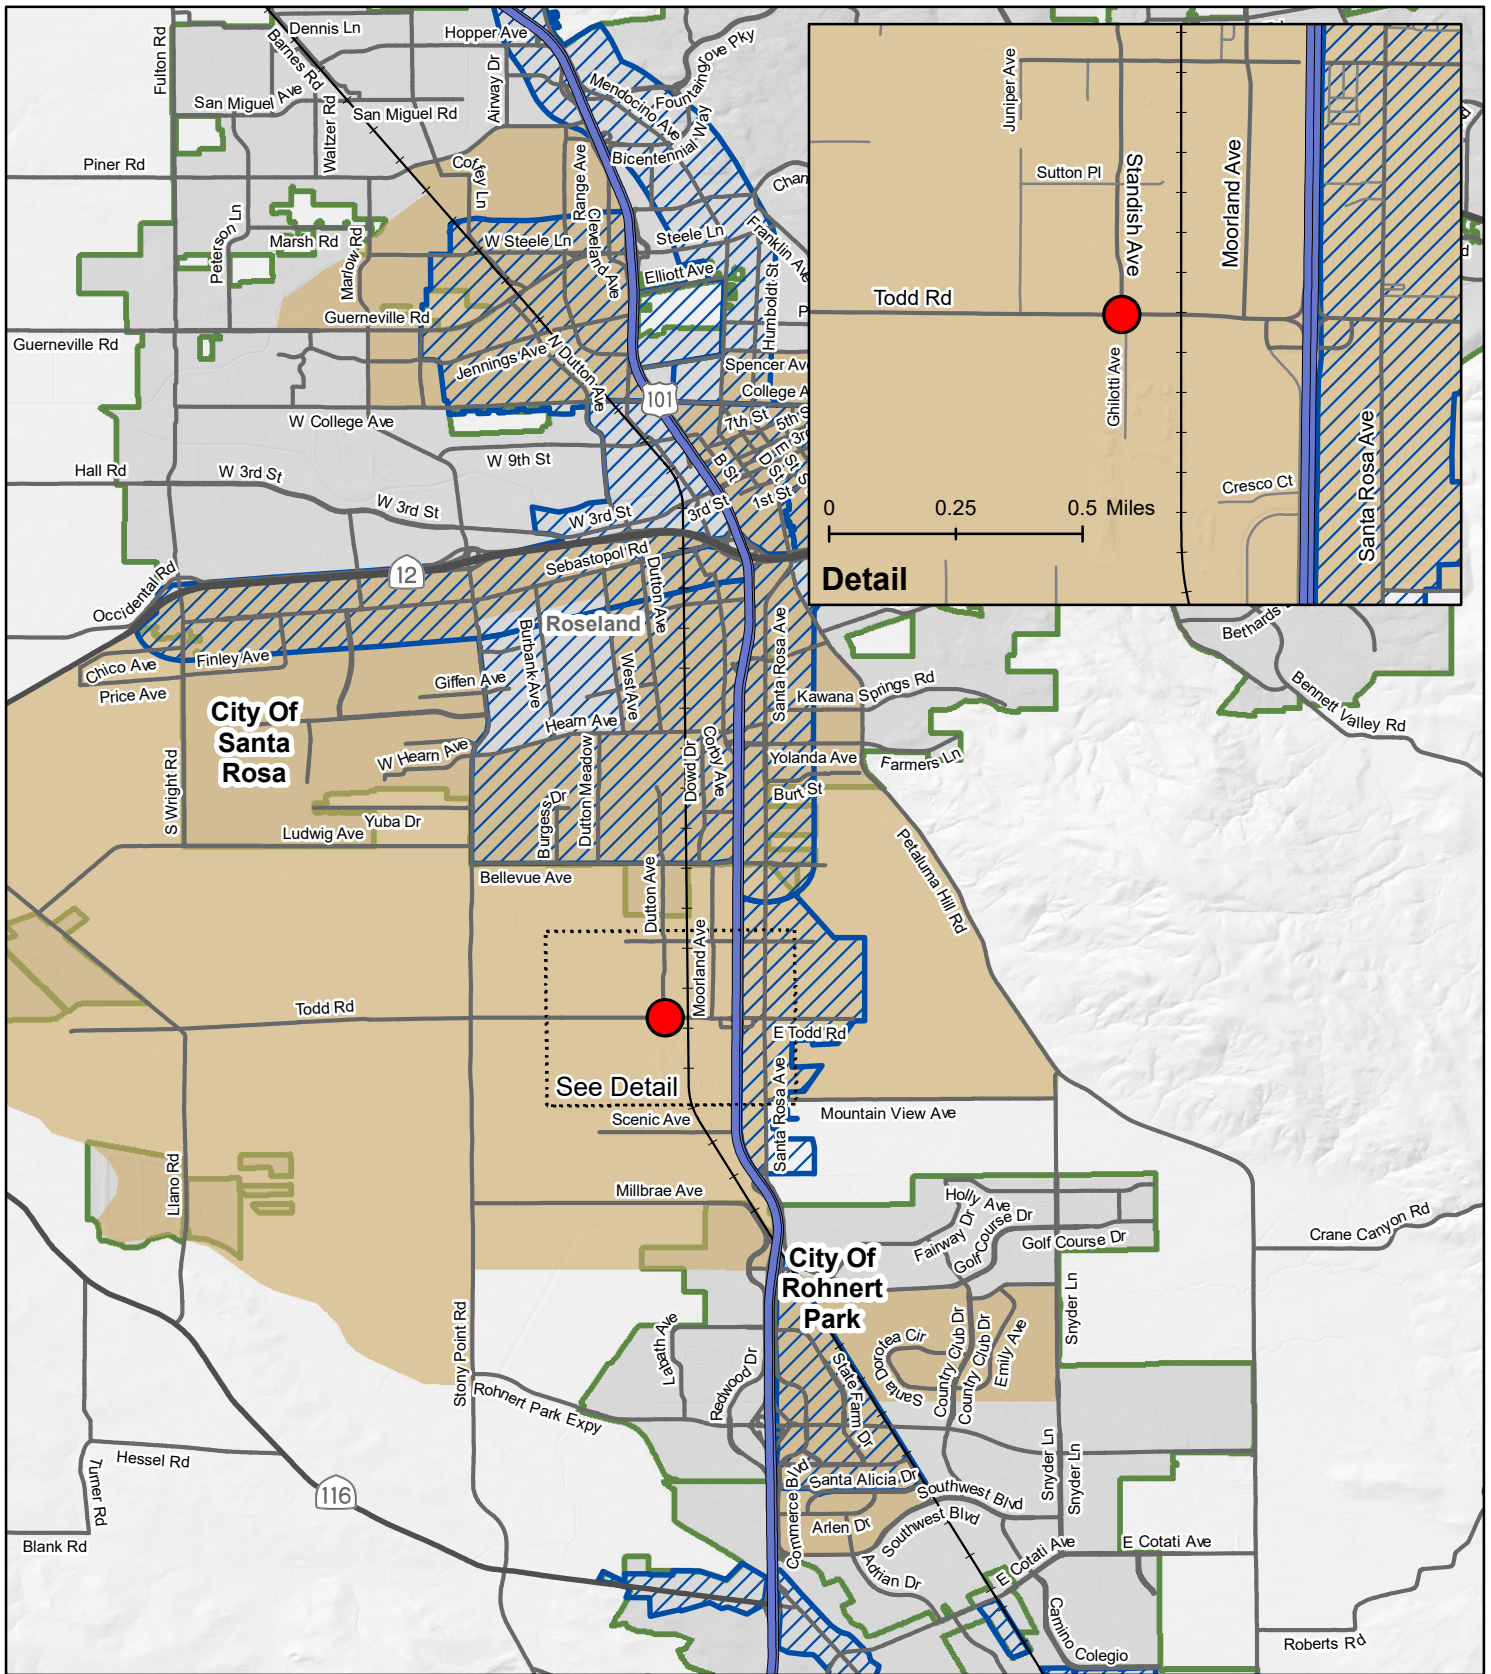 Dennis Ln
Hopper Ave
Fulton Rd
Barnes Rd
Airway Dr
Mendocino Ave
San Miguel Ave
Waltzer Rd
San Miguel Rd
Bicentennial Way
Piner Rd
Coffey Ln
Range Ave
Peterson Ln
Marsh Rd
Marlow Rd
W Steele Ln
Cleveland Ave
Steele Ln
Franklin Ave
Elliott Ave
Humboldt St
Guerneville Rd
Guerneville Rd
Jennings Ave
N Dutton Ave
Spencer Ave
101
College A
W College Ave
7th St
5th S
3rd
E St
B St
D St
1st St
W 9th St
Hall Rd
W 3rd St
W 3rd St
W 3rd St
3rd St
Sebastopol Rd
12
Occidental Rd
Dutton Ave
Roseland
Burbank Ave
West Ave
Santa Rosa Ave
Chico Ave
Finley Ave
Price Ave
Giffen Ave
Kawana Springs Rd
Bennett Valley Rd
City Of
Santa
Rosa
Hearn Ave
W Hearn Ave
Dutton Meadow
Dowd Dr
Corby Ave
Yolanda Ave
Farmers Ln
S Wright Rd
Burgess Dr
Burt St
Yuba Dr
Ludwig Ave
Petaluma Hill Rd
Bellevue Ave
Dutton Ave
Moorland Ave
Todd Rd
E Todd Rd
See Detail
Santa Rosa Ave
Scenic Ave
Mountain View Ave
Llano Rd
Millbrae Ave
Holly Ave
Fairway Dr
Golf Course Dr
Golf Course Dr
Crane Canyon Rd
City Of
Rohnert
Park
Snyder Ln
Stony Point Rd
Labath Ave
Redwood Dr
State Farm Dr
Santa Dorotea Cir
Country Club Dr
Country Club Dr
Emily Ave
Rohnert Park Expy
Hessel Rd
Turner Rd
116
Commerce Blvd
Santa Alicia Dr
Southwest Blvd
Southwest Blvd
Snyder Ln
Snyder Ln
Arlen Dr
Adrian Dr
Blank Rd
E Cotati Ave
E Cotati Ave
Camino Colegio
Roberts Rd
Juniper Ave
Sutton Pl
Standish Ave
Moorland Ave
Todd Rd
Ghilotti Ave
Santa Rosa Ave
Cresco Ct
0 0.25 0.5 Miles
Detail